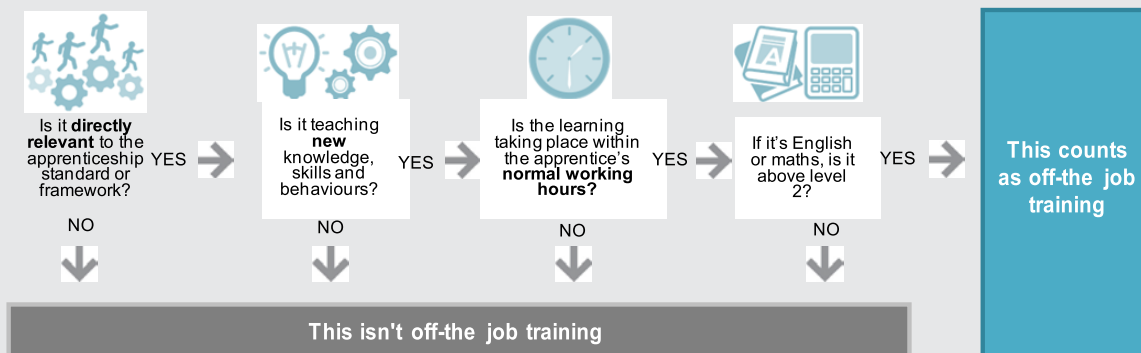 Is it directly
relevant to the
apprenticeship
standard or
framework?
YES
NO
Is it teaching
new
knowledge,
skills and
behaviours?
YES
NO
Is the learning
taking place within
the apprentice's
normal working
hours?
YES
NO
A
If it's English
or maths, is it
above level
2?
YES
NO
This counts
as off-the job
training
This isn't off-the job training